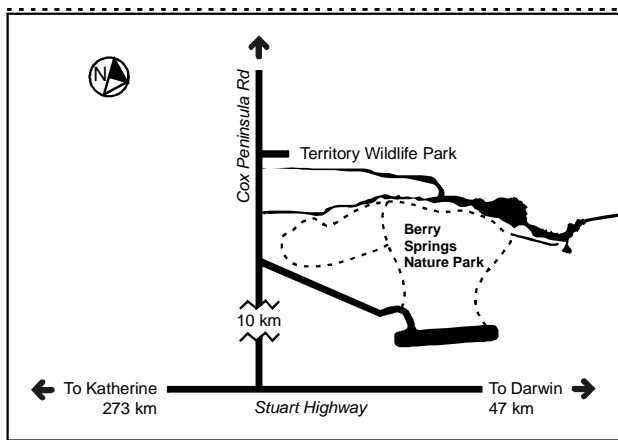 N
Cox Peninsula Rd
Territory Wildlife Park
Berry
Springs
Nature Park
10 km
To Katherine
273 km
Stuart Highway
To Darwin
47 km